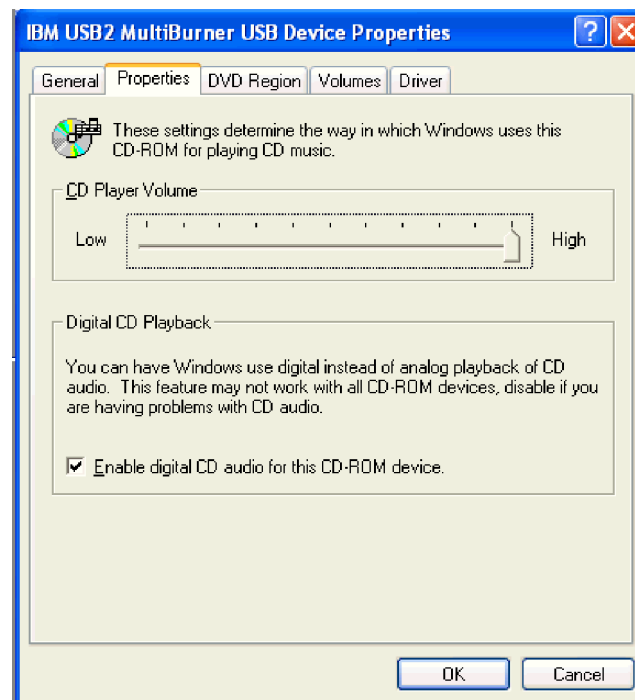 IBM USB2 MultiBurner USB Device Properties
General Properties DVD Region Volumes Driver
These settings determine the way in which Windows uses this
CD-ROM for playing CD music.
CD Player Volume
Low High
Digital CD Playback
You can have Windows use digital instead of analog playback of CD
audio. This feature may not work with all CD-ROM devices, disable if you
are having problems with CD audio.
Enable digital CD audio for this CD-ROM device.
OK Cancel